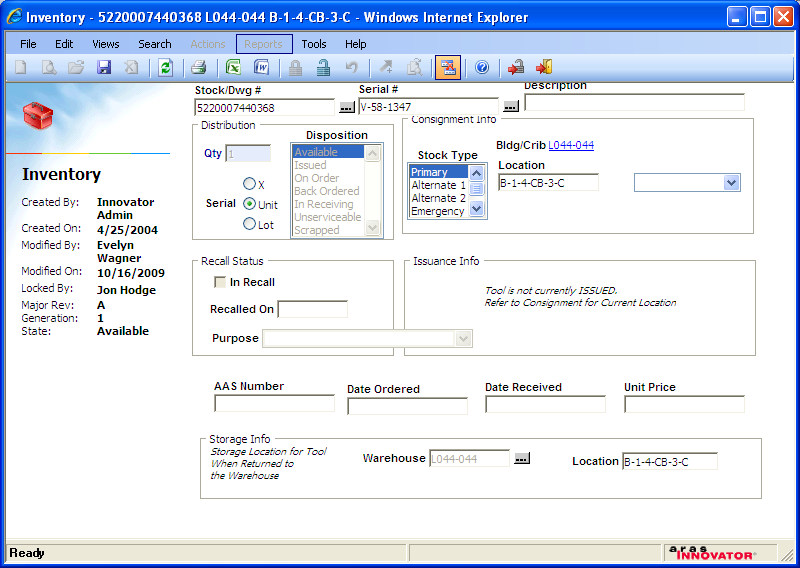 Inventory - 5220007440368 L044-044 B-1-4-CB-3-C - Windows Internet Explorer
File Edit Views Search Actions Reports Tools Help
Stock/Dwg # Serial # Description
5220007440368 ... V-58-1347 ...
Distribution Consignment Info
Disposition
Qty 1
Available
Issued
On Order
Back Ordered
In Receiving
Unserviceable
Scrapped
Serial
X
Unit
Lot
Stock Type
Primary
Alternate 1
Alternate 2
Emergency
Bldg/Crib L044-044
Location
B-1-4-CB-3-C
Inventory
Created By: Innovator Admin
Created On: 4/25/2004
Modified By: Evelyn Wagner
Modified On: 10/16/2009
Locked By: Jon Hodge
Major Rev: A
Generation: 1
State: Available
Recall Status
In Recall
Recalled On
Purpose
Issuance Info
Tool is not currently ISSUED.
Refer to Consignment for Current Location
AAS Number Date Ordered Date Received Unit Price
Storage Info
Storage Location for Tool
When Returned to
the Warehouse
Warehouse L044-044 ... Location B-1-4-CB-3-C
Ready
aras
INNOVATOR